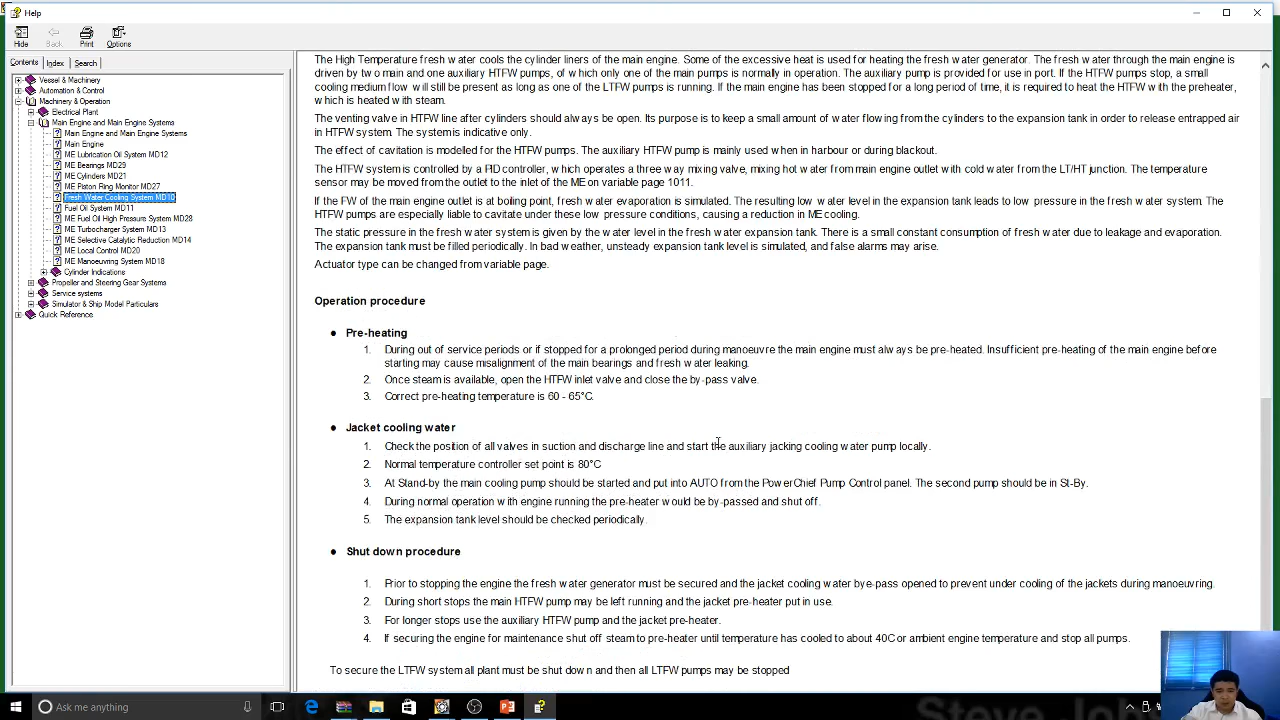 Help
Hide Back Print Options
Contents Index Search
Vessel & Machinery
Automation & Control
Machinery & Operation
Electrical Plant
Main Engine and Main Engine Systems
Main Engine and Main Engine Systems
Main Engine
ME Lubrication Oil System MD12
ME Bearings MD29
ME Cylinders MD21
ME Piston Ring Monitor MD27
Fresh Water Cooling System MD10
Fuel Oil System MD11
ME Fuel Oil High Pressure System MD28
ME Turbocharger System MD13
ME Selective Catalytic Reduction MD14
ME Local Control MD20
ME Manoeuvring System MD18
Cylinder Indications
Propeller and Steering Gear Systems
Service systems
Simulator & Ship Model Particulars
Quick Reference
The High Temperature fresh water cools the cylinder liners of the main engine. Some of the excessive heat is used for heating the fresh water generator. The fresh water through the main engine is
driven by two main and one auxiliary HTFW pumps, of which only one of the main pumps is normally in operation. The auxiliary pump is provided for use in port. If the HTFW pumps stop, a small
cooling medium flow will still be present as long as one of the LTFW pumps is running. If the main engine has been stopped for a long period of time, it is required to heat the HTFW with the preheater,
which is heated with steam.
The venting valve in HTFW line after cylinders should always be open. Its purpose is to keep a small amount of water flowing from the cylinders to the expansion tank in order to release entrapped air
in HTFW system. The system is indicative only.
The effect of cavitation is modelled for the HTFW pumps. The auxiliary HTFW pump is mainly used when in harbour or during blackout.
The HTFW system is controlled by a PID controller, which operates a three way mixing valve, mixing hot water from main engine outlet with cold water from the LT/HT junction. The temperature
sensor may be moved from the outlet to the inlet of the ME on variable page 1011.
If the FW of the main engine outlet is at boiling point, fresh water evaporation is simulated. The resulting low water level in the expansion tank leads to low pressure in the fresh water system. The
HTFW pumps are especially liable to cavitate under these low pressure conditions, causing a reduction in ME cooling.
The static pressure in the fresh water system is given by the water level in the fresh water expansion tank. There is a small constant consumption of fresh water due to leakage and evaporation.
The expansion tank must be filled periodically. In bad weather, unsteady expansion tank level is simulated, and false alarms may arise.
Actuator type can be changed from variable page.
Operation procedure
● Pre-heating
1. During out of service periods or if stopped for a prolonged period during manoeuvre the main engine must always be pre-heated. Insufficient pre-heating of the main engine before
starting may cause misalignment of the main bearings and fresh water leaking.
2. Once steam is available, open the HTFW inlet valve and close the by-pass valve.
3. Correct pre-heating temperature is 60 - 65°C.
● Jacket cooling water
1. Check the position of all valves in suction and discharge line and start the auxiliary jacking cooling water pump locally.
2. Normal temperature controller set point is 80°C
3. At Stand-by the main cooling pump should be started and put into AUTO from the PowerChief Pump Control panel. The second pump should be in St-By.
4. During normal operation with engine running the pre-heater would be by-passed and shut off.
5. The expansion tank level should be checked periodically.
● Shut down procedure
1. Prior to stopping the engine the fresh water generator must be secured and the jacket cooling water bye-pass opened to prevent under cooling of the jackets during manoeuvring.
2. During short stops the main HTFW pump may be left running and the jacket pre-heater put in use.
3. For longer stops use the auxiliary HTFW pump and the jacket pre-heater.
4. If securing the engine for maintenance shut off steam to pre-heater until temperature has cooled to about 40C or ambient engine temperature and stop all pumps.
To secure the LTFW system all plant must be shut down and then all LTFW pumps may be stopped
Ask me anything